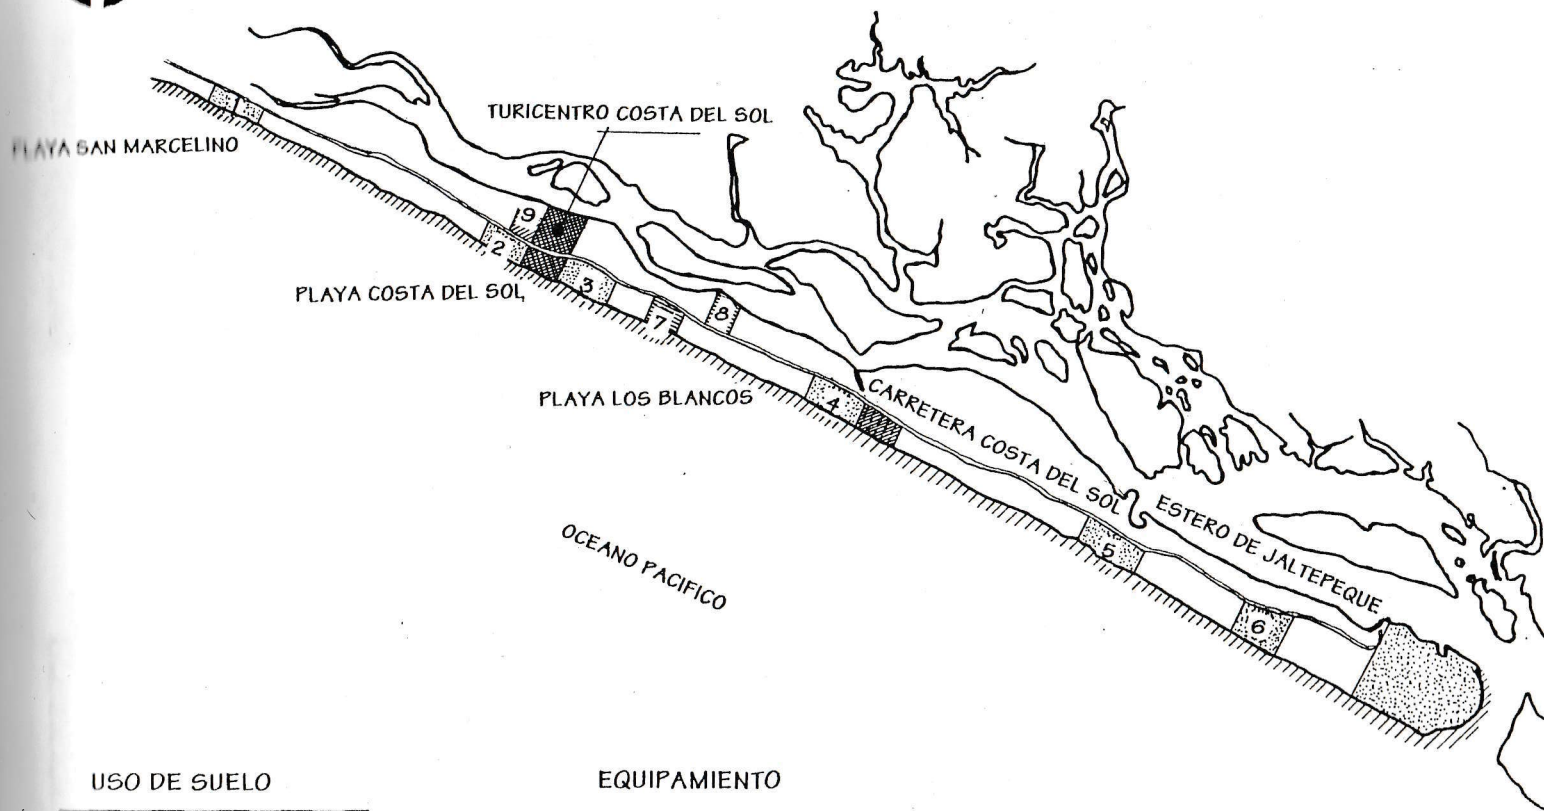 TURICENTRO COSTA DEL SOL
PLAYA SAN MARCELINO
1
9
2
3
PLAYA COSTA DEL SOL
7
8
PLAYA LOS BLANCOS
4
CARRETERA COSTA DEL SOL
ESTERO DE JALTEPEQUE
5
OCEANO PACIFICO
6
USO DE SUELO
EQUIPAMIENTO